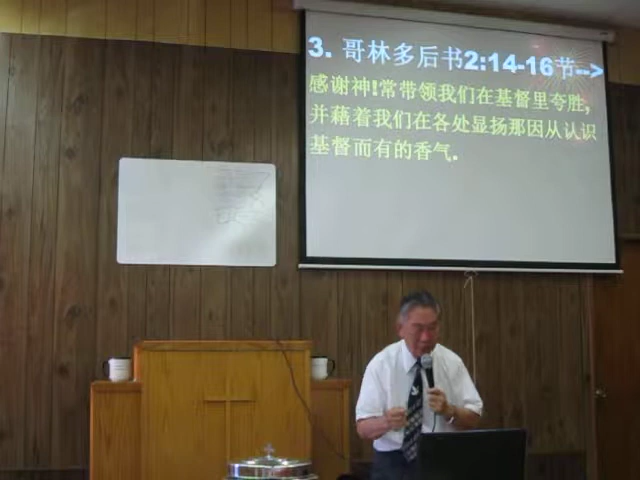 3. 哥林多后书2:14-16节-->
感谢神!常带领我们在基督里夸胜,
并藉着我们在各处显扬那因从认识
基督而有的香气.